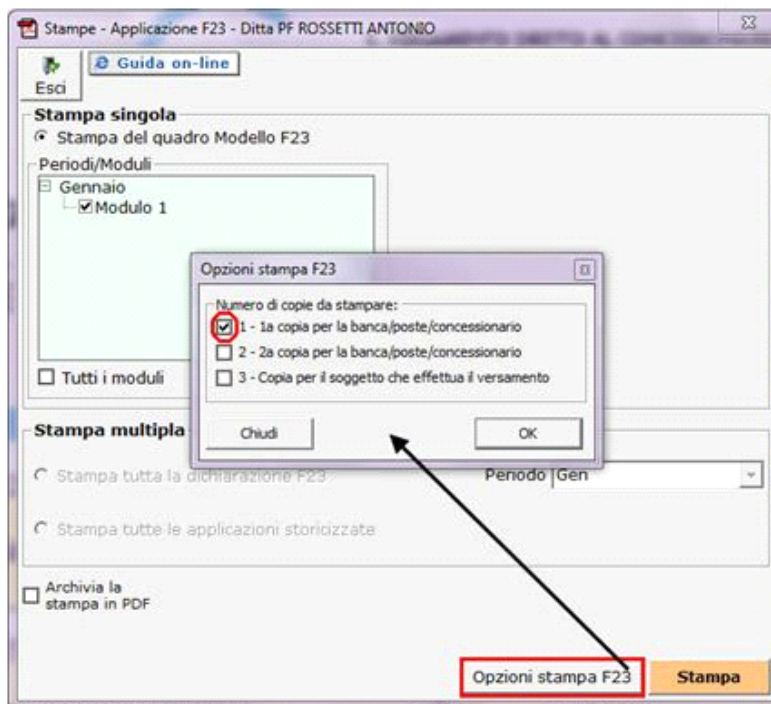 Stampe - Applicazione F23 - Ditta PF ROSSETTI ANTONIO
Guida on-line
Esci
Stampa singola
Stampa del quadro Modello F23
Periodi/Moduli
Gennaio
Modulo 1
Opzioni stampa F23
Numero di copie da stampare:
1 - 1a copia per la banca/poste/concessionario
2 - 2a copia per la banca/poste/concessionario
3 - Copia per il soggetto che effettua il versamento
Chiudi
OK
Tutti i moduli
Stampa multipla
Stampa tutta la dichiarazione F23
Periodo
Gen
Stampa tutte le applicazioni storicizzate
Archivia la
stampa in PDF
Opzioni stampa F23
Stampa